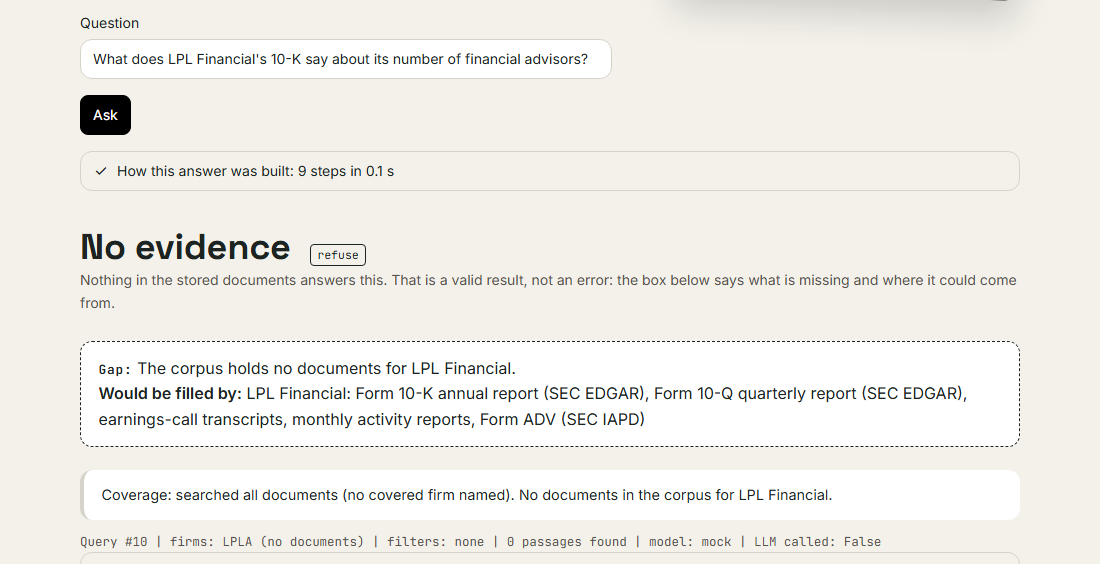 Question
What does LPL Financial's 10-K say about its number of financial advisors?
Ask
✓ How this answer was built: 9 steps in 0.1 s
No evidence refuse
Nothing in the stored documents answers this. That is a valid result, not an error: the box below says what is missing and where it could come
from.
Gap: The corpus holds no documents for LPL Financial.
Would be filled by: LPL Financial: Form 10-K annual report (SEC EDGAR), Form 10-Q quarterly report (SEC EDGAR),
earnings-call transcripts, monthly activity reports, Form ADV (SEC IAPD)
Coverage: searched all documents (no covered firm named). No documents in the corpus for LPL Financial.
Query #10 | firms: LPLA (no documents) | filters: none | 0 passages found | model: mock | LLM called: False